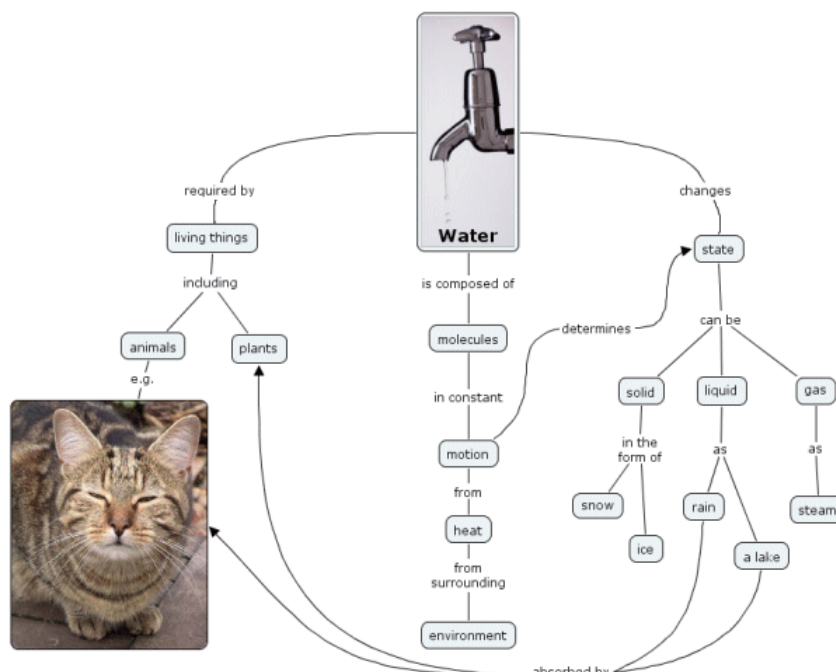 Water
required by
living things
including
animals
plants
e.g.
is composed of
molecules
in constant
motion
from
heat
from
surrounding
environment
determines
changes
state
can be
solid
liquid
gas
in the
form of
as
as
snow
ice
rain
a lake
steam
absorbed by